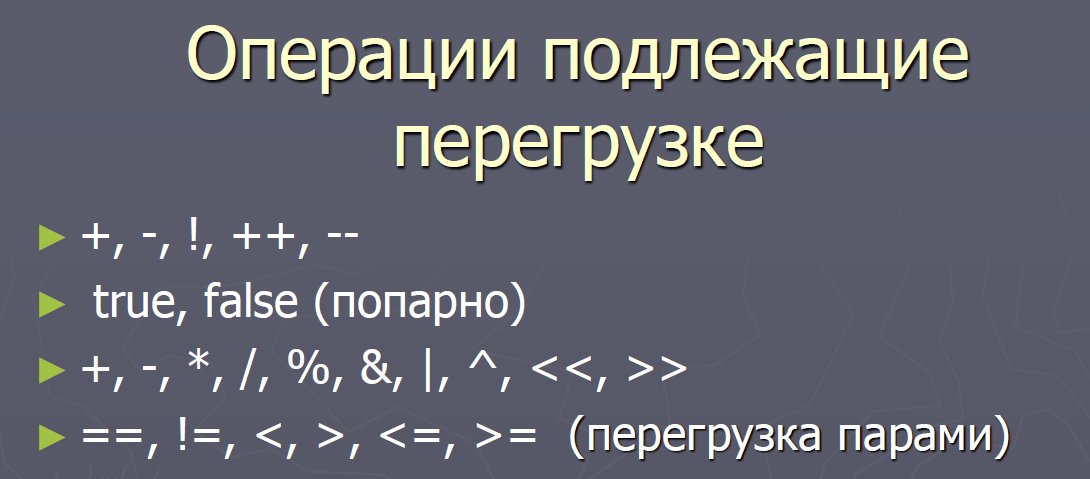 Операции подлежащие
перегрузке
► +, -, !, ++, --
► true, false (попарно)
► +, -, *, /, %, &, |, ^, <<, >>
► ==, !=, <, >, <=, >= (перегрузка парами)